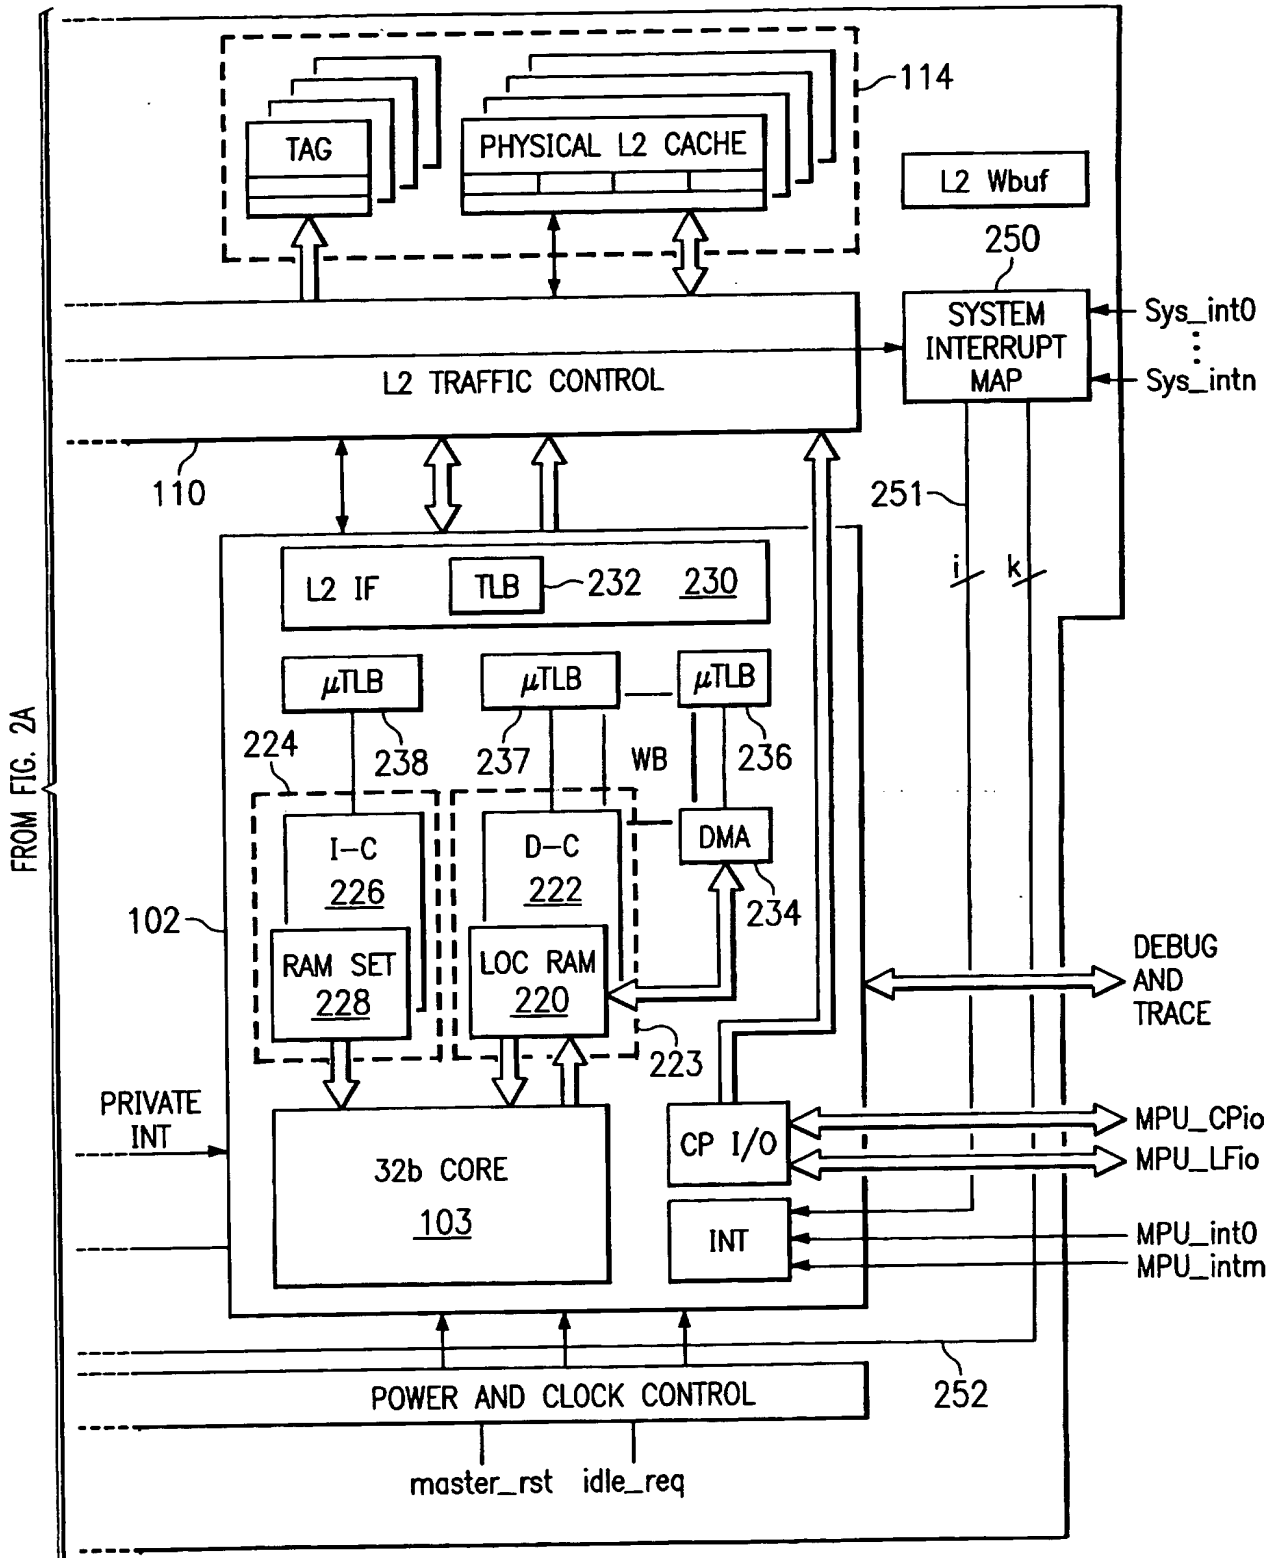 114
TAG
PHYSICAL L2 CACHE
L2 Wbuf
250
SYSTEM
INTERRUPT
MAP
Sys_int0
Sys_intn
L2 TRAFFIC CONTROL
110
251
i
k
L2 IF
TLB
232
230
μTLB
μTLB
μTLB
224
238
237
WB
236
FROM FIG. 2A
I-C
226
D-C
222
DMA
234
102
RAM SET
228
LOC RAM
220
DEBUG
AND
TRACE
223
PRIVATE
INT
CP I/O
MPU_CPio
MPU_LFio
32b CORE
103
INT
MPU_int0
MPU_intm
POWER AND CLOCK CONTROL
252
master_rst idle_req